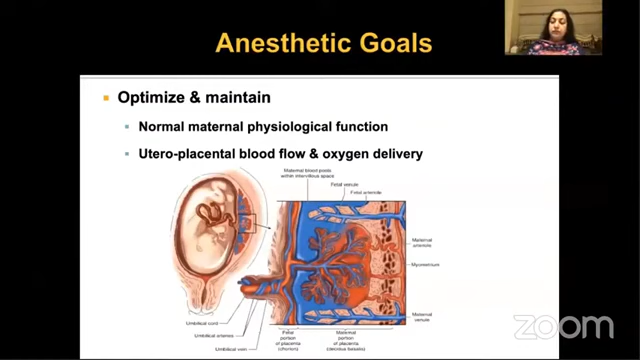 Anesthetic Goals
Optimize & maintain
Normal maternal physiological function
Utero-placental blood flow & oxygen delivery
Maternal blood pools
within intervillous space
Fetal venule
Fetal arteriole
Maternal
arteriole
Myometrium
Maternal
venule
Umbilical cord
Umbilical arteries
Umbilical vein
Fetal
portion
of placenta
(chorion)
Maternal
portion
of placenta
zoom